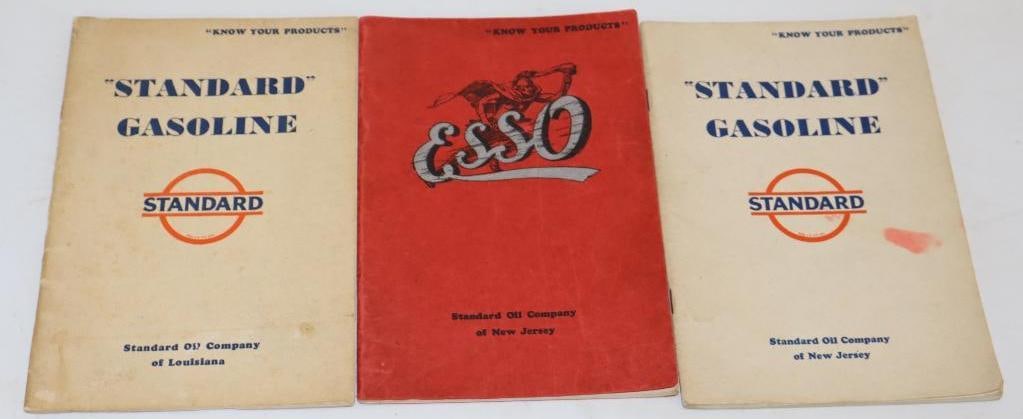 "KNOW YOUR PRODUCTS"
"STANDARD"
GASOLINE
STANDARD
Standard Oil Company
of Louisiana
"KNOW YOUR PRODUCTS"
ESSO
Standard Oil Company
of New Jersey
"KNOW YOUR PRODUCTS"
"STANDARD"
GASOLINE
STANDARD
Standard Oil Company
of New Jersey